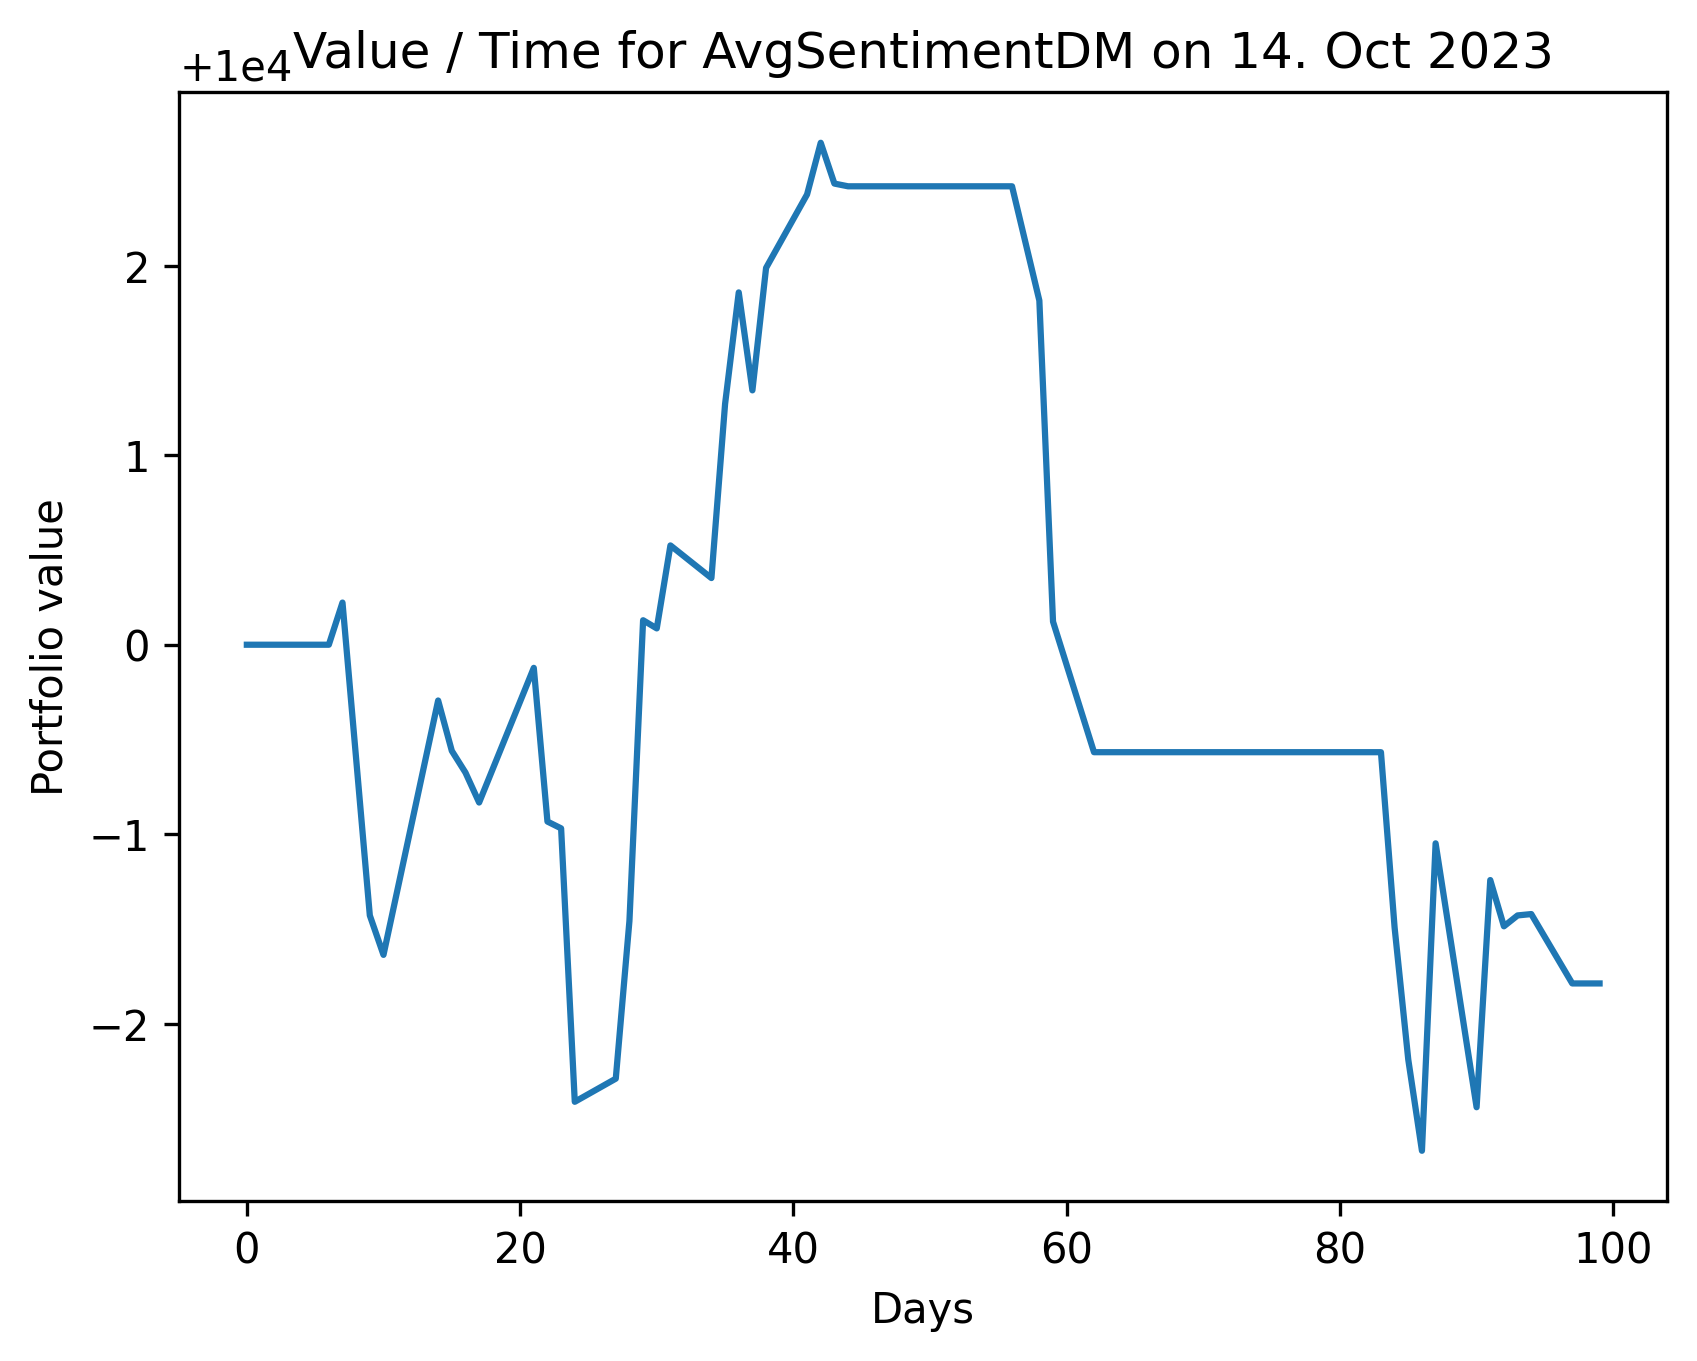 Value / Time for AvgSentimentDM on 14. Oct 2023
+1e4
Portfolio value
2
1
0
−1
−2
0 20 40 60 80 100
Days